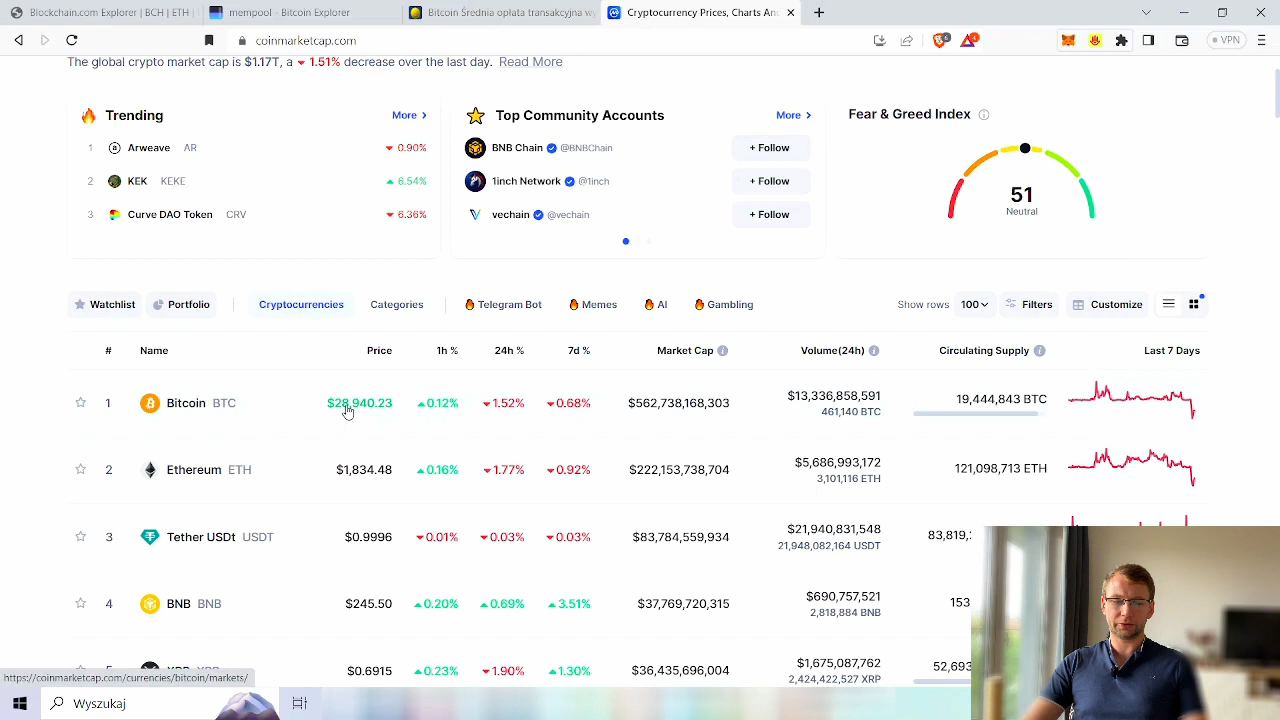 Blockchain.com Explorer | BCH | ETH |
mempool - Bitcoin Explorer
Bitcoin Średnia opłata transakcyjna wy
Cryptocurrency Prices, Charts An
coinmarketcap.com
6
4
VPN
The global crypto market cap is $1.17T, a 1.51% decrease over the last day. Read More
Trending
More
1 Arweave AR 0.90%
2 KEK KEKE 6.54%
3 Curve DAO Token CRV 6.36%
Top Community Accounts
More
BNB Chain @BNBChain + Follow
1inch Network @1inch + Follow
vechain @vechain + Follow
Fear & Greed Index
51
Neutral
Watchlist Portfolio Cryptocurrencies Categories Telegram Bot Memes AI Gambling Show rows 100 Filters Customize
# Name Price 1h % 24h % 7d % Market Cap Volume(24h) Circulating Supply Last 7 Days
1 Bitcoin BTC $28,940.23 0.12% 1.52% 0.68% $562,738,168,303 $13,336,858,591 19,444,843 BTC
461,140 BTC
2 Ethereum ETH $1,834.48 0.16% 1.77% 0.92% $222,153,738,704 $5,686,993,172 121,098,713 ETH
3,101,116 ETH
3 Tether USDt USDT $0.9996 0.01% 0.03% 0.03% $83,784,559,934 $21,940,831,548 83,819,
21,948,082,164 USDT
4 BNB BNB $245.50 0.20% 0.69% 3.51% $37,769,720,315 $690,757,521 153
2,818,884 BNB
$0.6915 0.23% 1.90% 1.30% $36,435,696,004 $1,675,087,762 52,693
2,424,422,527 XRP
https://coinmarketcap.com/currencies/bitcoin/markets/
Wyszukaj